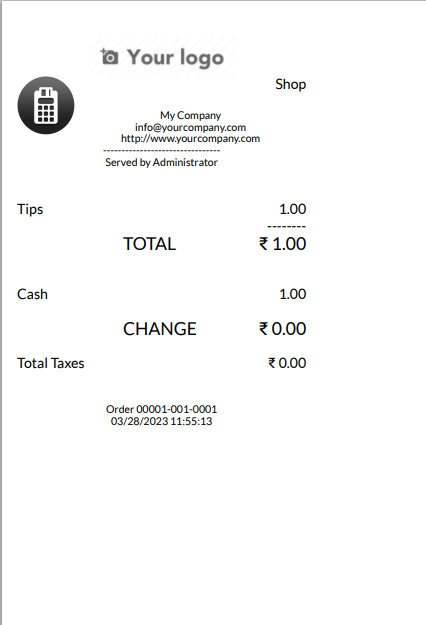 Your logo
Shop
My Company
info@yourcompany.com
http://www.yourcompany.com
--------------------------------
Served by Administrator
Tips 1.00
--------
TOTAL ₹ 1.00
Cash 1.00
CHANGE ₹ 0.00
Total Taxes ₹ 0.00
Order 00001-001-0001
03/28/2023 11:55:13